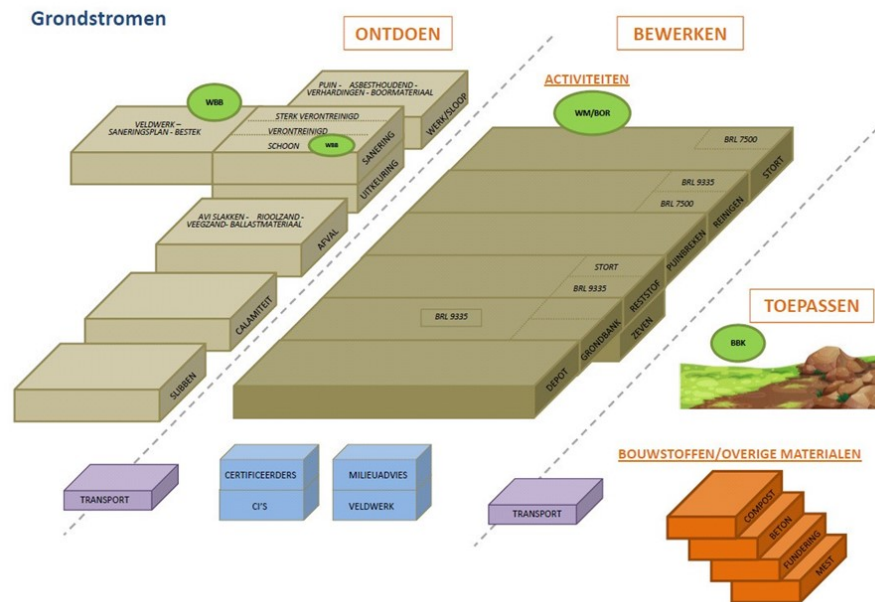 Grondstromen
ONTDOEN
BEWERKEN
ACTIVITEITEN
PUIN - ASBESTHOUDEND -
VERHARDINGEN - BOORMATERIAAL
WERK/SLOOP
WBB
VELDWERK –
SANERINGSPLAN - BESTEK
STERK VERONTREINIGD
VERONTREINIGD
SCHOON
WBB
SANERING
UITKEURING
AVI SLAKKEN - RIOOLZAND -
VEEGZAND- BALLASTMATERIAAL
AFVAL
CALAMITEIT
SLIBBEN
WM/BOR
BRL 7500
STORT
BRL 9335
BRL 7500
REINIGEN
PUINBREKEN
STORT
BRL 9335
RESTSTOF
ZEVEN
BRL 9335
GRONDBANK
DEPOT
TOEPASSEN
BBK
TRANSPORT
CERTIFICEERDERS
CI'S
MILIEUADVIES
VELDWERK
TRANSPORT
BOUWSTOFFEN/OVERIGE MATERIALEN
COMPOST
BETON
FUNDERING
MEST